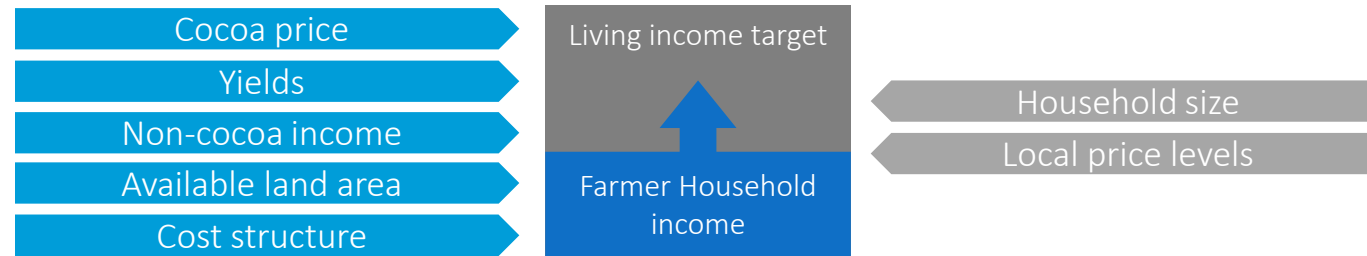 Cocoa price
Yields
Non-cocoa income
Available land area
Cost structure
Living income target
Farmer Household
income
Household size
Local price levels